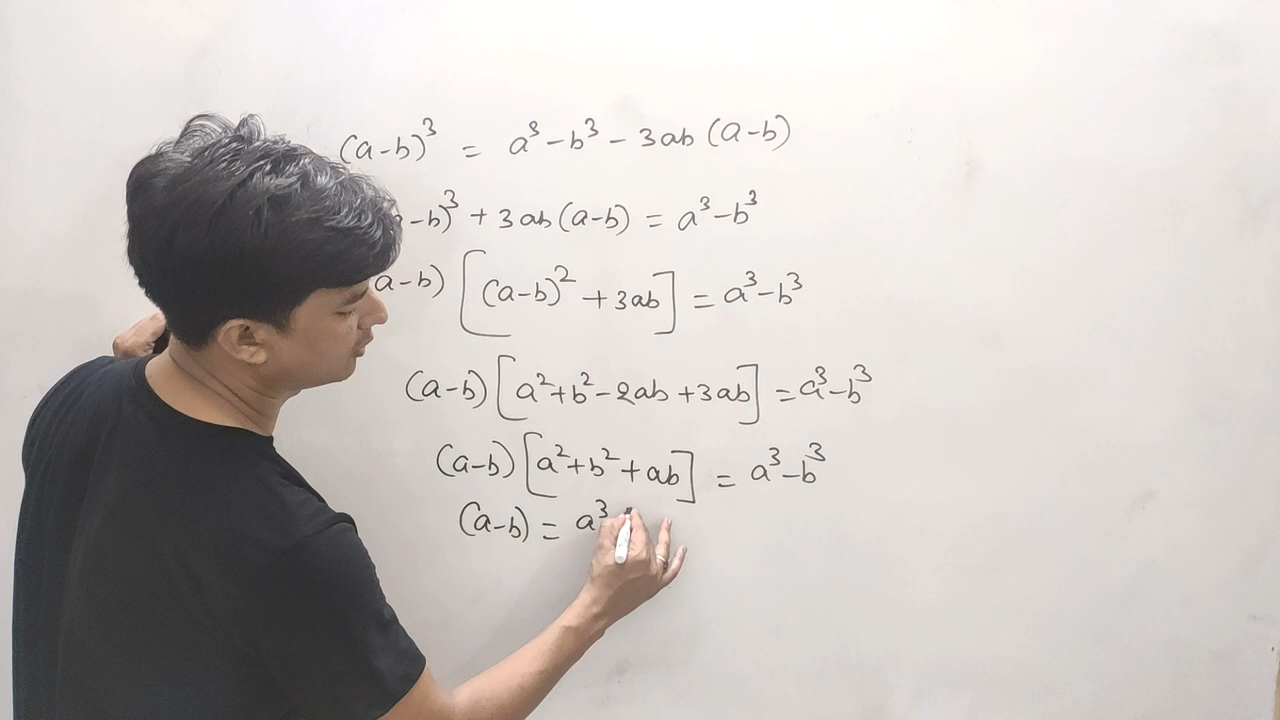 (a-b)³ = a³-b³-3ab(a-b)
-b)³ + 3ab(a-b) = a³-b³
a-b) [(a-b)² + 3ab] = a³-b³
(a-b) [a²+b²-2ab+3ab] = a³-b³
(a-b) [a²+b²+ab] = a³-b³
(a-b) = a³